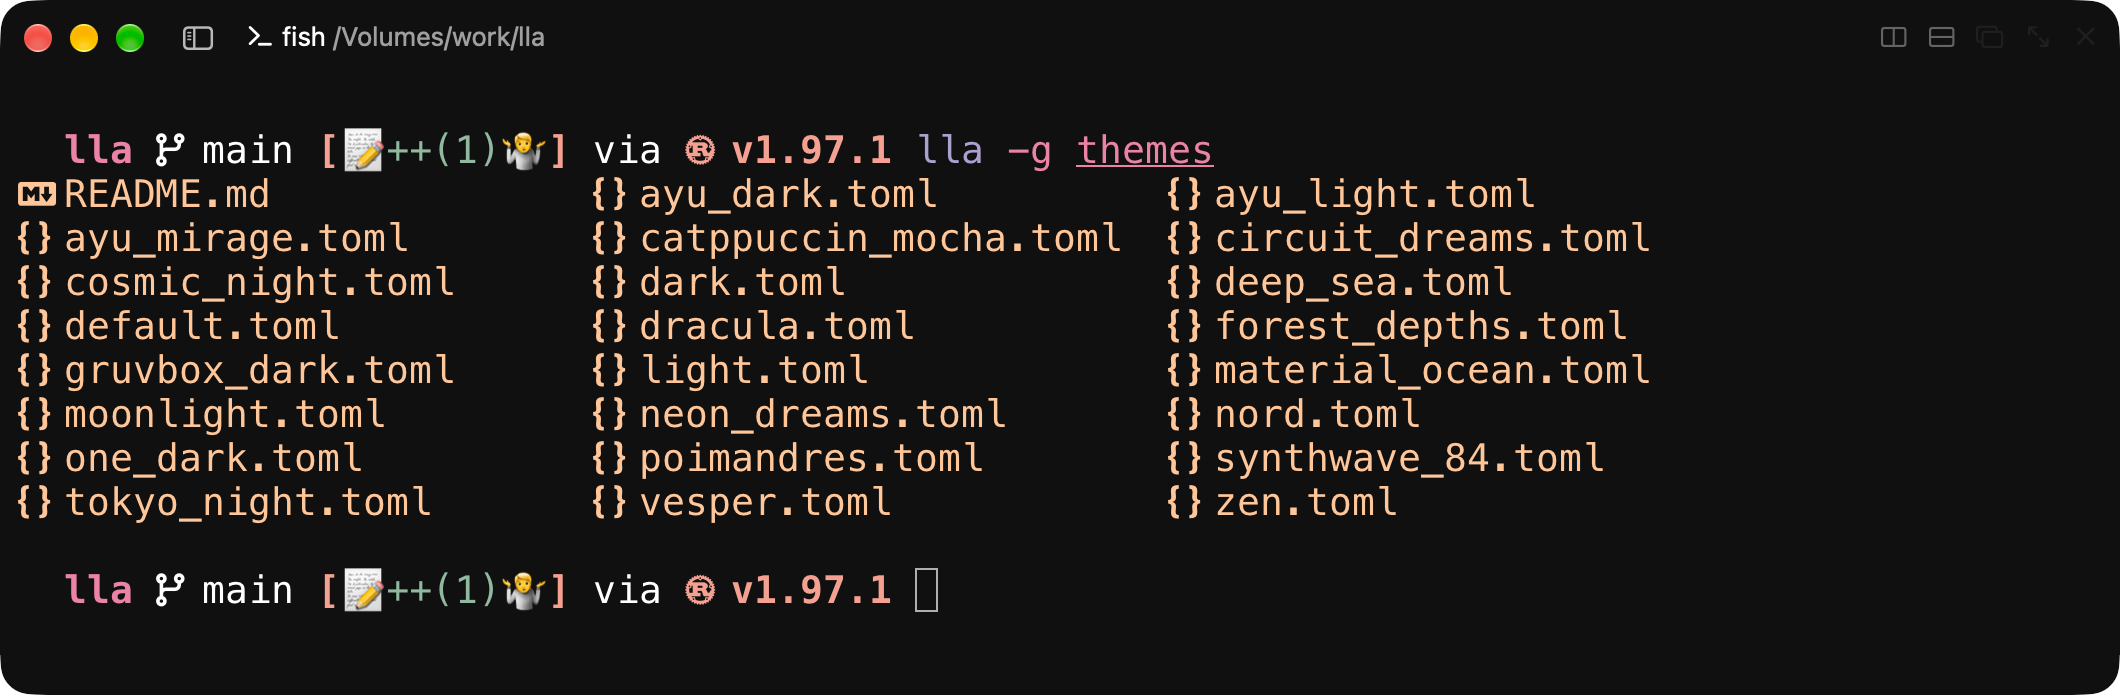 fish /Volumes/work/lla
lla main [📝++(1)🤷] via v1.97.1 lla -g themes
README.md ayu_dark.toml ayu_light.toml
{} ayu_mirage.toml {} catppuccin_mocha.toml {} circuit_dreams.toml
{} cosmic_night.toml {} dark.toml {} deep_sea.toml
{} default.toml {} dracula.toml {} forest_depths.toml
{} gruvbox_dark.toml {} light.toml {} material_ocean.toml
{} moonlight.toml {} neon_dreams.toml {} nord.toml
{} one_dark.toml {} poimandres.toml {} synthwave_84.toml
{} tokyo_night.toml {} vesper.toml {} zen.toml
lla main [📝++(1)🤷] via v1.97.1